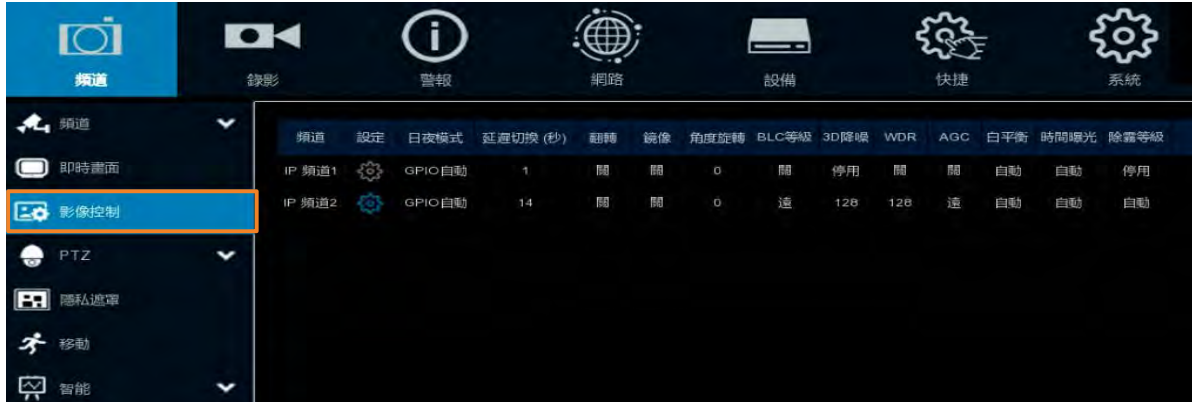 頻道 錄影 警報 網路 設備 快捷 系統
頻道
即時畫面
影像控制
PTZ
隱私遮罩
移動
智能
頻道 設定 日夜模式 延遲切換 (秒) 翻轉 鏡像 角度旋轉 BLC等級 3D降噪 WDR AGC 白平衡 時間曝光 除霧等級
IP 頻道1 GPIO自動 1 關 關 0 關 停用 關 關 自動 自動 停用
IP 頻道2 GPIO自動 14 關 關 0 遠 128 128 遠 自動 自動 自動